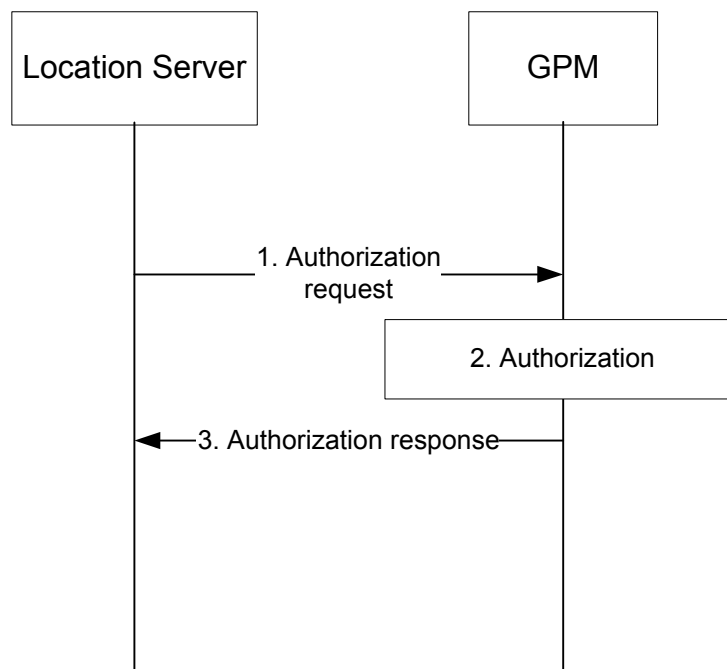 Location Server
GPM
1. Authorization
request
2. Authorization
3. Authorization response